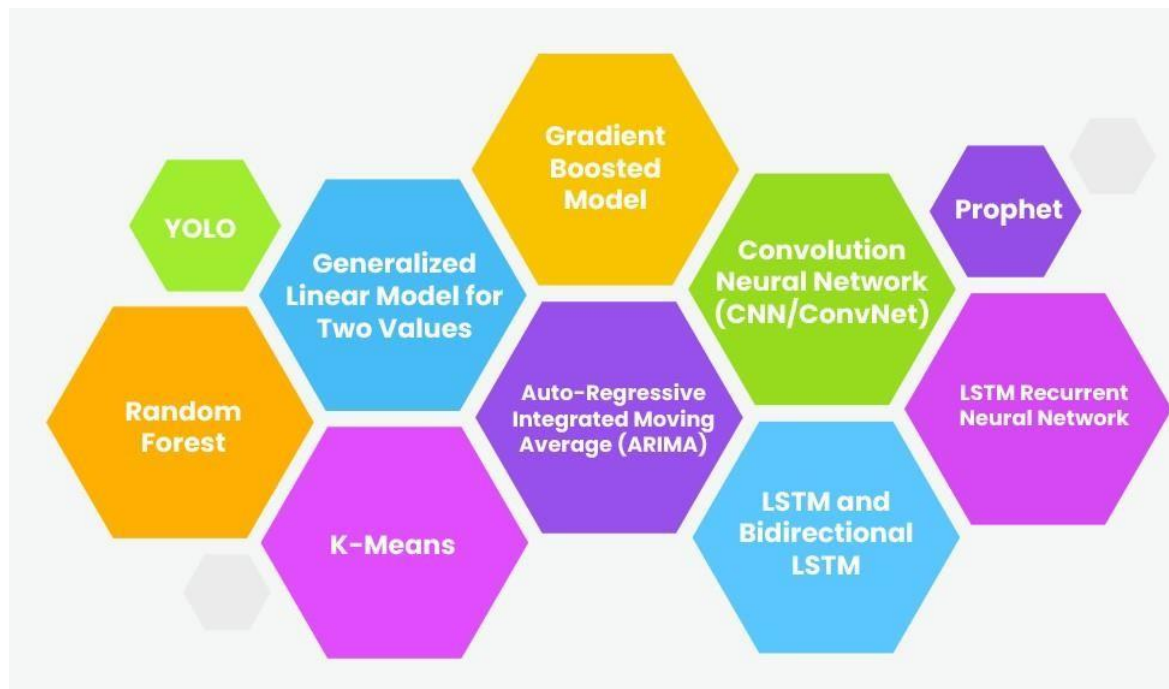 Gradient
Boosted
Model
YOLO
Generalized
Linear Model for
Two Values
Convolution
Neural Network
(CNN/ConvNet)
Prophet
Random
Forest
Auto-Regressive
Integrated Moving
Average (ARIMA)
LSTM Recurrent
Neural Network
K-Means
LSTM and
Bidirectional
LSTM